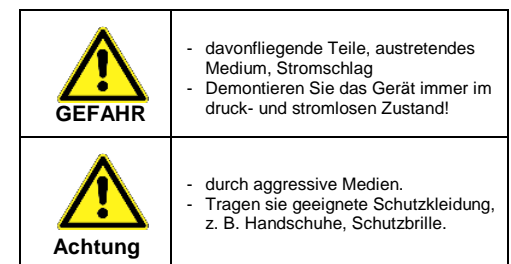 GEFAHR
- davonfliegende Teile, austretendes
Medium, Stromschlag
- Demontieren Sie das Gerät immer im
druck- und stromlosen Zustand!
Achtung
- durch aggressive Medien.
- Tragen sie geeignete Schutzkleidung,
z. B. Handschuhe, Schutzbrille.